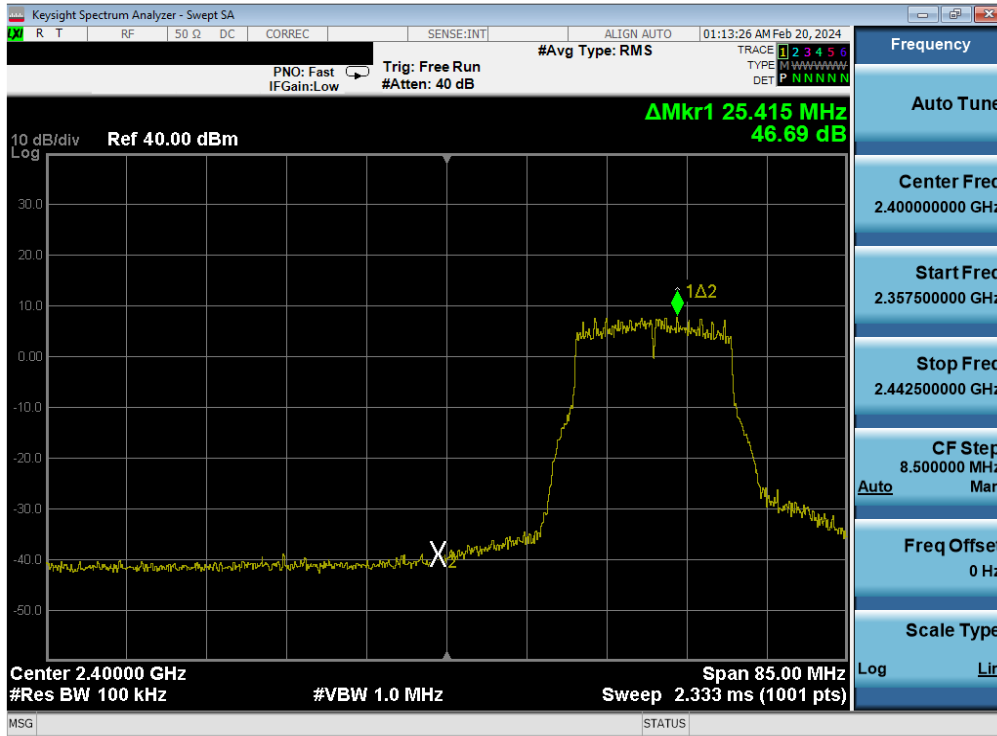 Keysight Spectrum Analyzer - Swept SA
LXI R T RF 50 Ω DC CORREC SENSE:INT ALIGN AUTO 01:13:26 AM Feb 20, 2024
PNO: Fast
IFGain:Low
Trig: Free Run
#Atten: 40 dB
#Avg Type: RMS
TRACE 1 2 3 4 5 6
TYPE M WWWWW
DET P N N N N N
ΔMkr1 25.415 MHz
46.69 dB
10 dB/div Ref 40.00 dBm
Log
30.0
20.0
10.0
0.00
-10.0
-20.0
-30.0
-40.0
-50.0
1Δ2
X2
Center 2.40000 GHz Span 85.00 MHz
#Res BW 100 kHz #VBW 1.0 MHz Sweep 2.333 ms (1001 pts)
MSG STATUS
Frequency
Auto Tune
Center Freq
2.400000000 GHz
Start Freq
2.357500000 GHz
Stop Freq
2.442500000 GHz
CF Step
8.500000 MHz
Auto Man
Freq Offset
0 Hz
Scale Type
Log Lin